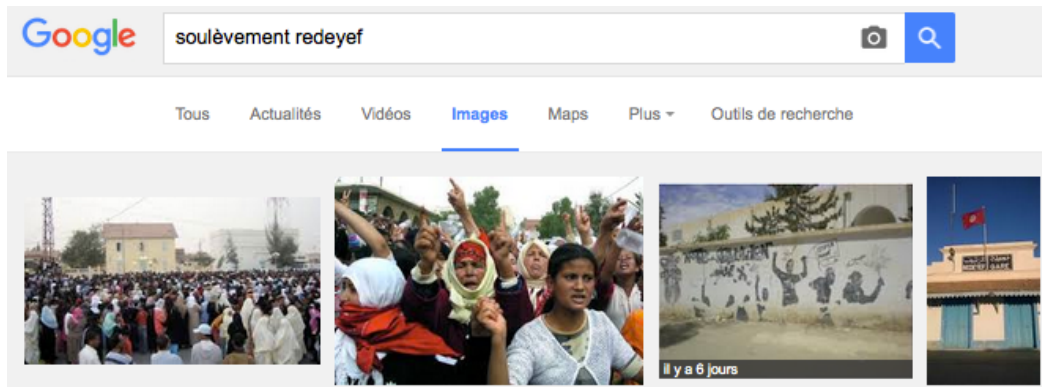 Google
soulèvement redeyef
Tous Actualités Vidéos Images Maps Plus Outils de recherche
il y a 6 jours